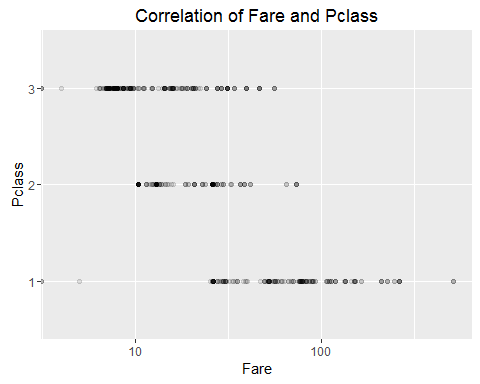 Correlation of Fare and Pclass
Pclass
3
2
1
10
100
Fare